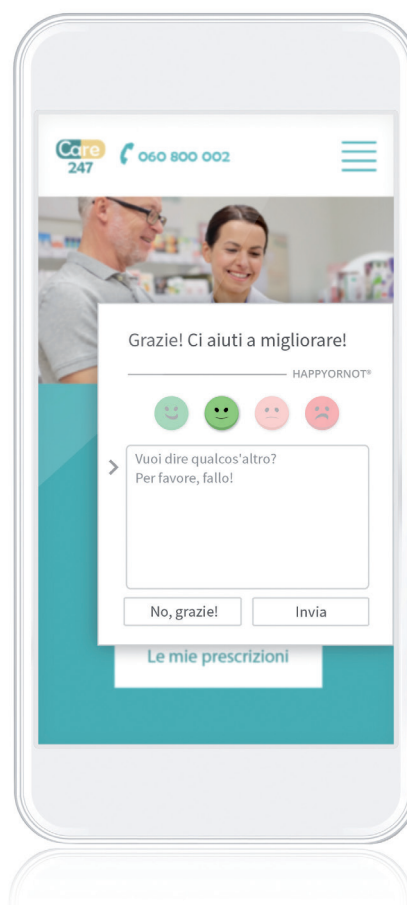 Care
247
060 800 002
Grazie! Ci aiuti a migliorare!
HAPPYORNOT®
Vuoi dire qualcos'altro?
Per favore, fallo!
No, grazie!
Invia
Le mie prescrizioni